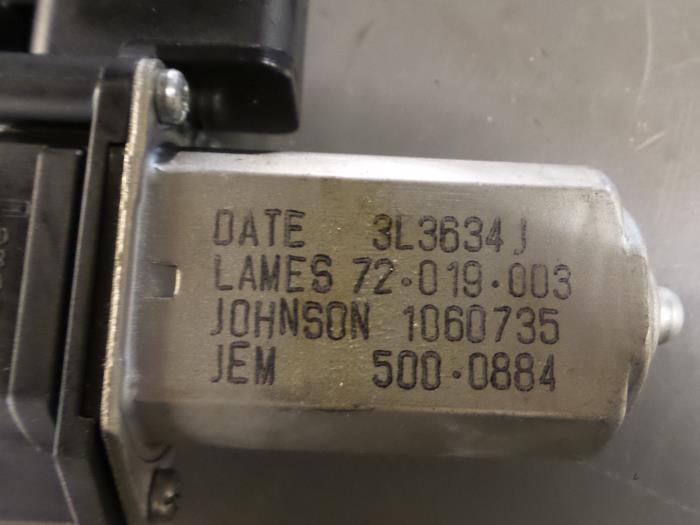 DATE 3L3634J
LAMES 72.019.003
JOHNSON 1060735
JEM 500.0884